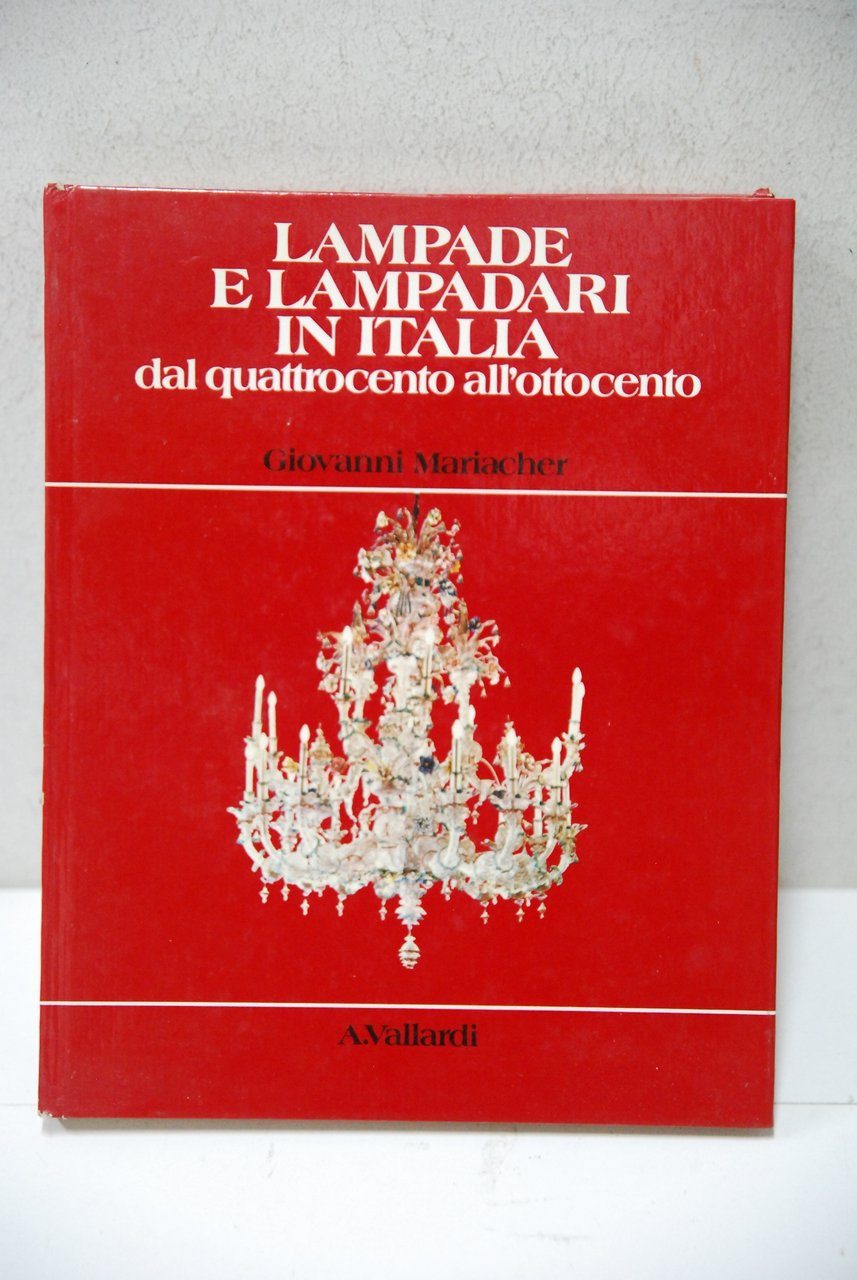 LAMPADE
E LAMPADARI
IN ITALIA
dal quattrocento all'ottocento
Giovanni Mariacher
A.Vallardi